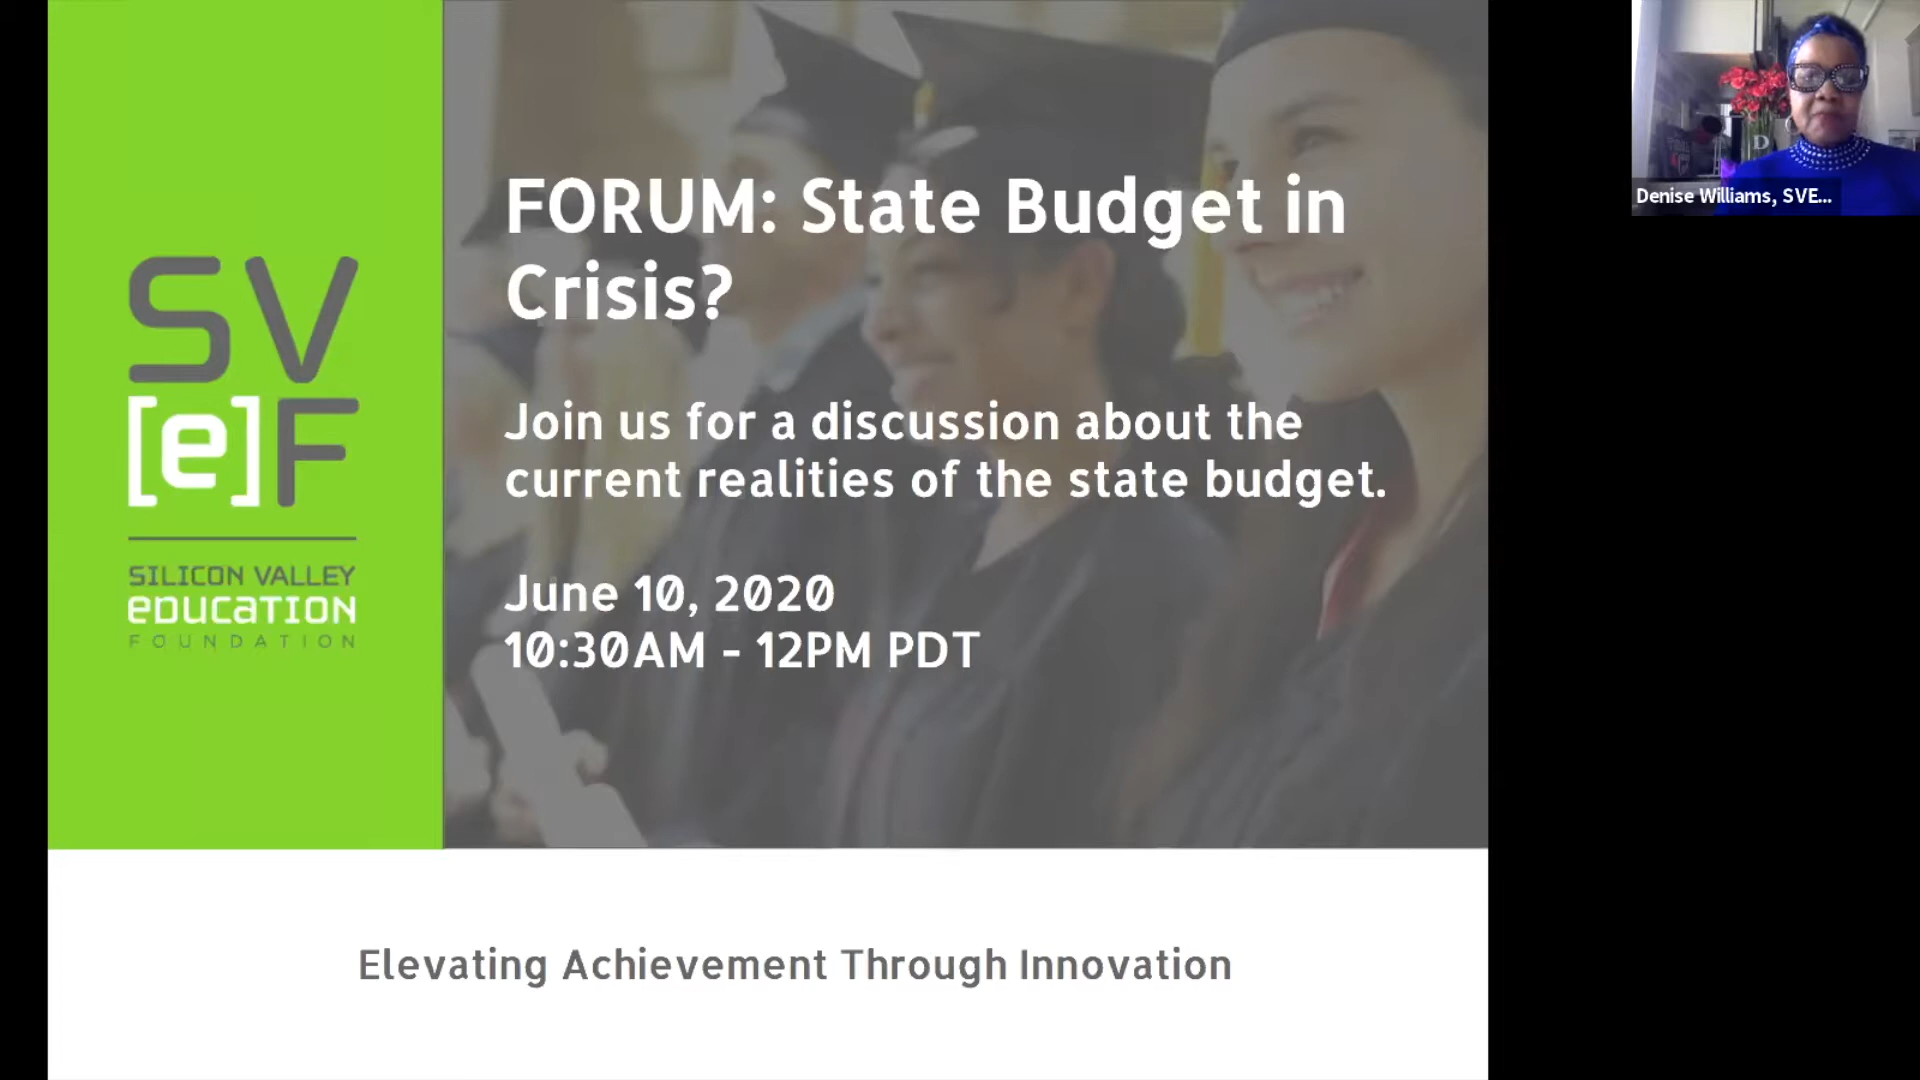 SV
[e]F
SILICON VALLEY
eDUCaTION
FOUNDATION
FORUM: State Budget in
Crisis?
Join us for a discussion about the
current realities of the state budget.
June 10, 2020
10:30AM - 12PM PDT
Elevating Achievement Through Innovation
D
Denise Williams, SVE...